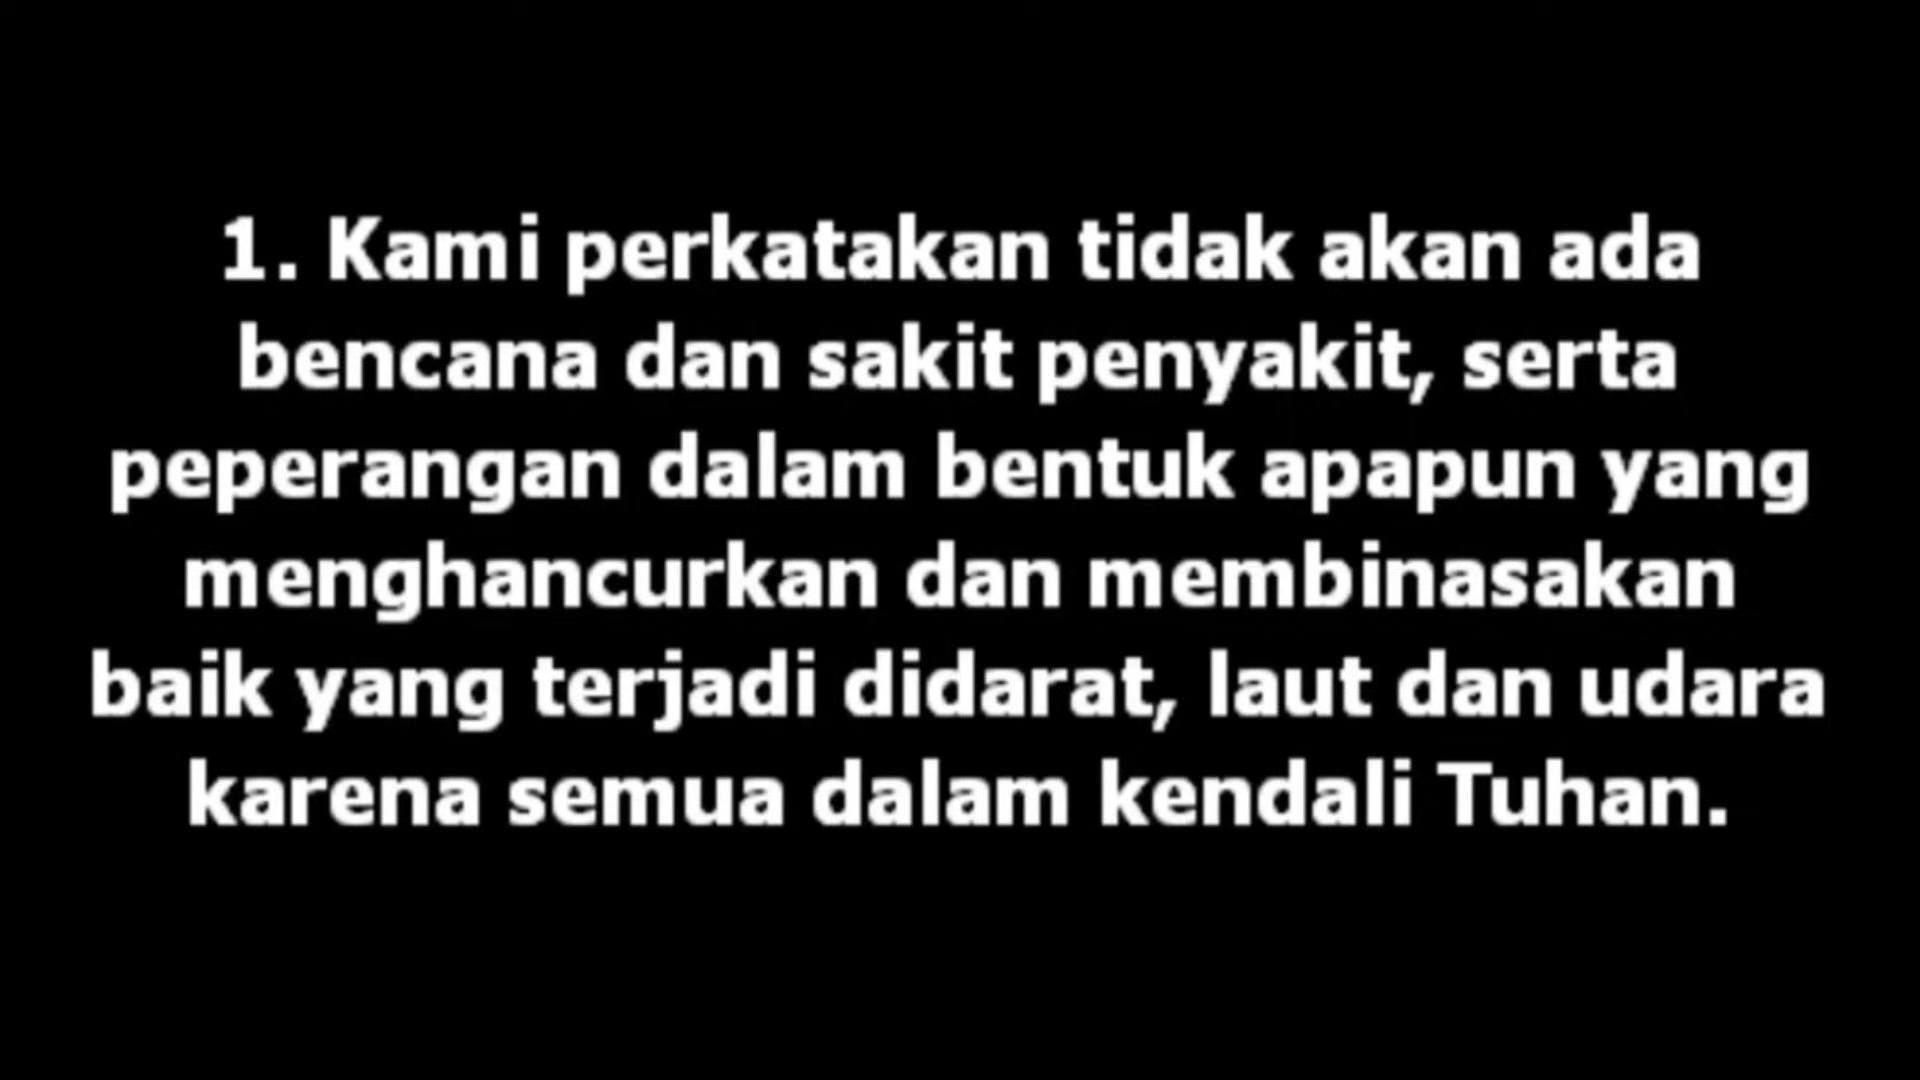 1. Kami perkatakan tidak akan ada
bencana dan sakit penyakit, serta
peperangan dalam bentuk apapun yang
menghancurkan dan membinasakan
baik yang terjadi didarat, laut dan udara
karena semua dalam kendali Tuhan.